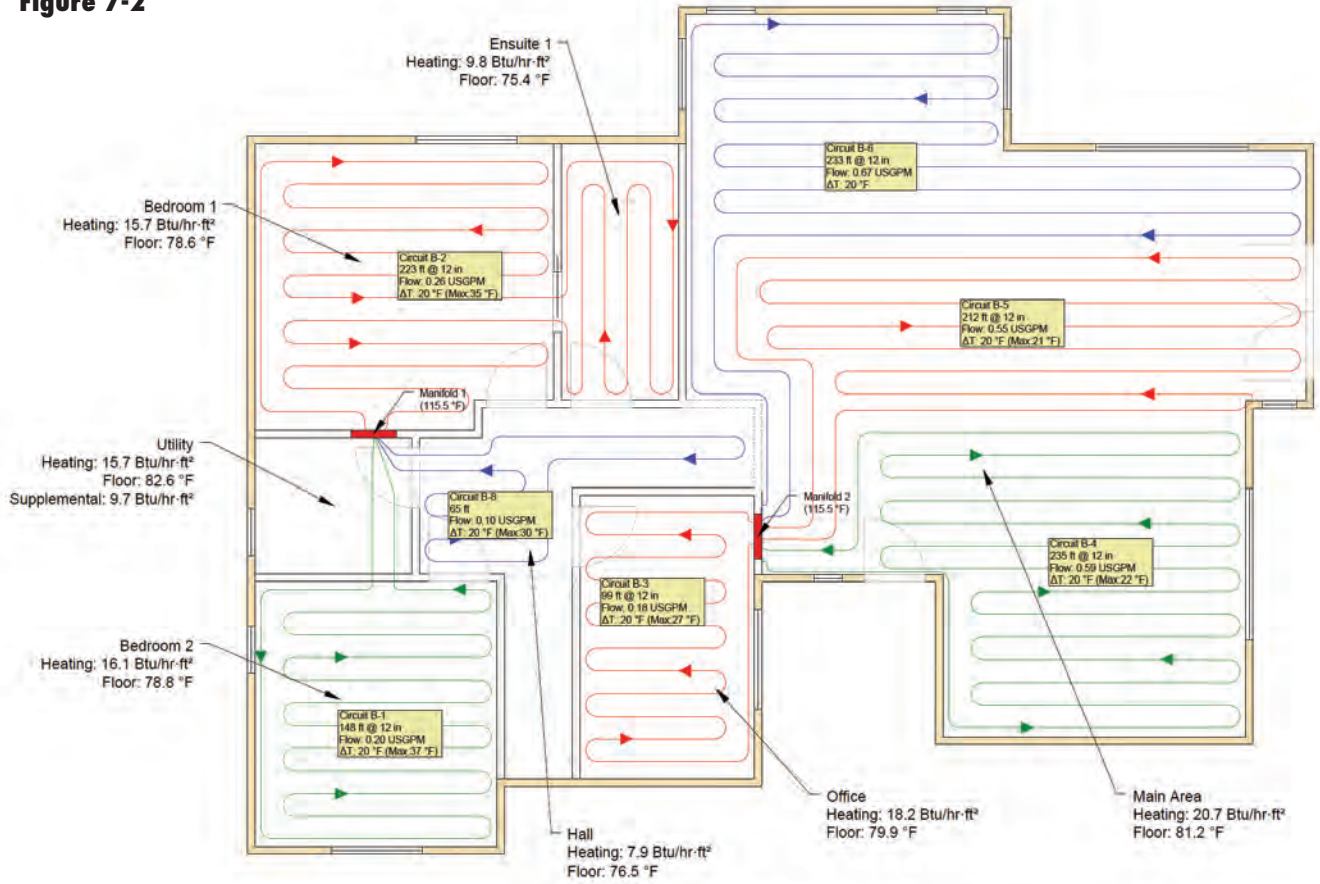 Figure 7-2
Ensuite 1
Heating: 9.8 Btu/hr·ft²
Floor: 75.4 °F
Circuit B-6
233 ft @ 12 in
Flow: 0.67 USGPM
ΔT: 20 °F
Bedroom 1
Heating: 15.7 Btu/hr·ft²
Floor: 78.6 °F
Circuit B-2
223 ft @ 12 in
Flow: 0.26 USGPM
ΔT: 20 °F (Max:35 °F)
Circuit B-5
212 ft @ 12 in
Flow: 0.55 USGPM
ΔT: 20 °F (Max:21 °F)
Manifold 1
(115.5 °F)
Utility
Heating: 15.7 Btu/hr·ft²
Floor: 82.6 °F
Supplemental: 9.7 Btu/hr·ft²
Circuit B-8
65 ft
Flow: 0.10 USGPM
ΔT: 20 °F (Max:30 °F)
Manifold 2
(115.5 °F)
Circuit B-4
235 ft @ 12 in
Flow: 0.59 USGPM
ΔT: 20 °F (Max:22 °F)
Circuit B-3
99 ft @ 12 in
Flow: 0.18 USGPM
ΔT: 20 °F (Max:27 °F)
Bedroom 2
Heating: 16.1 Btu/hr·ft²
Floor: 78.8 °F
Circuit B-1
148 ft @ 12 in
Flow: 0.20 USGPM
ΔT: 20 °F (Max:37 °F)
Hall
Heating: 7.9 Btu/hr·ft²
Floor: 76.5 °F
Office
Heating: 18.2 Btu/hr·ft²
Floor: 79.9 °F
Main Area
Heating: 20.7 Btu/hr·ft²
Floor: 81.2 °F